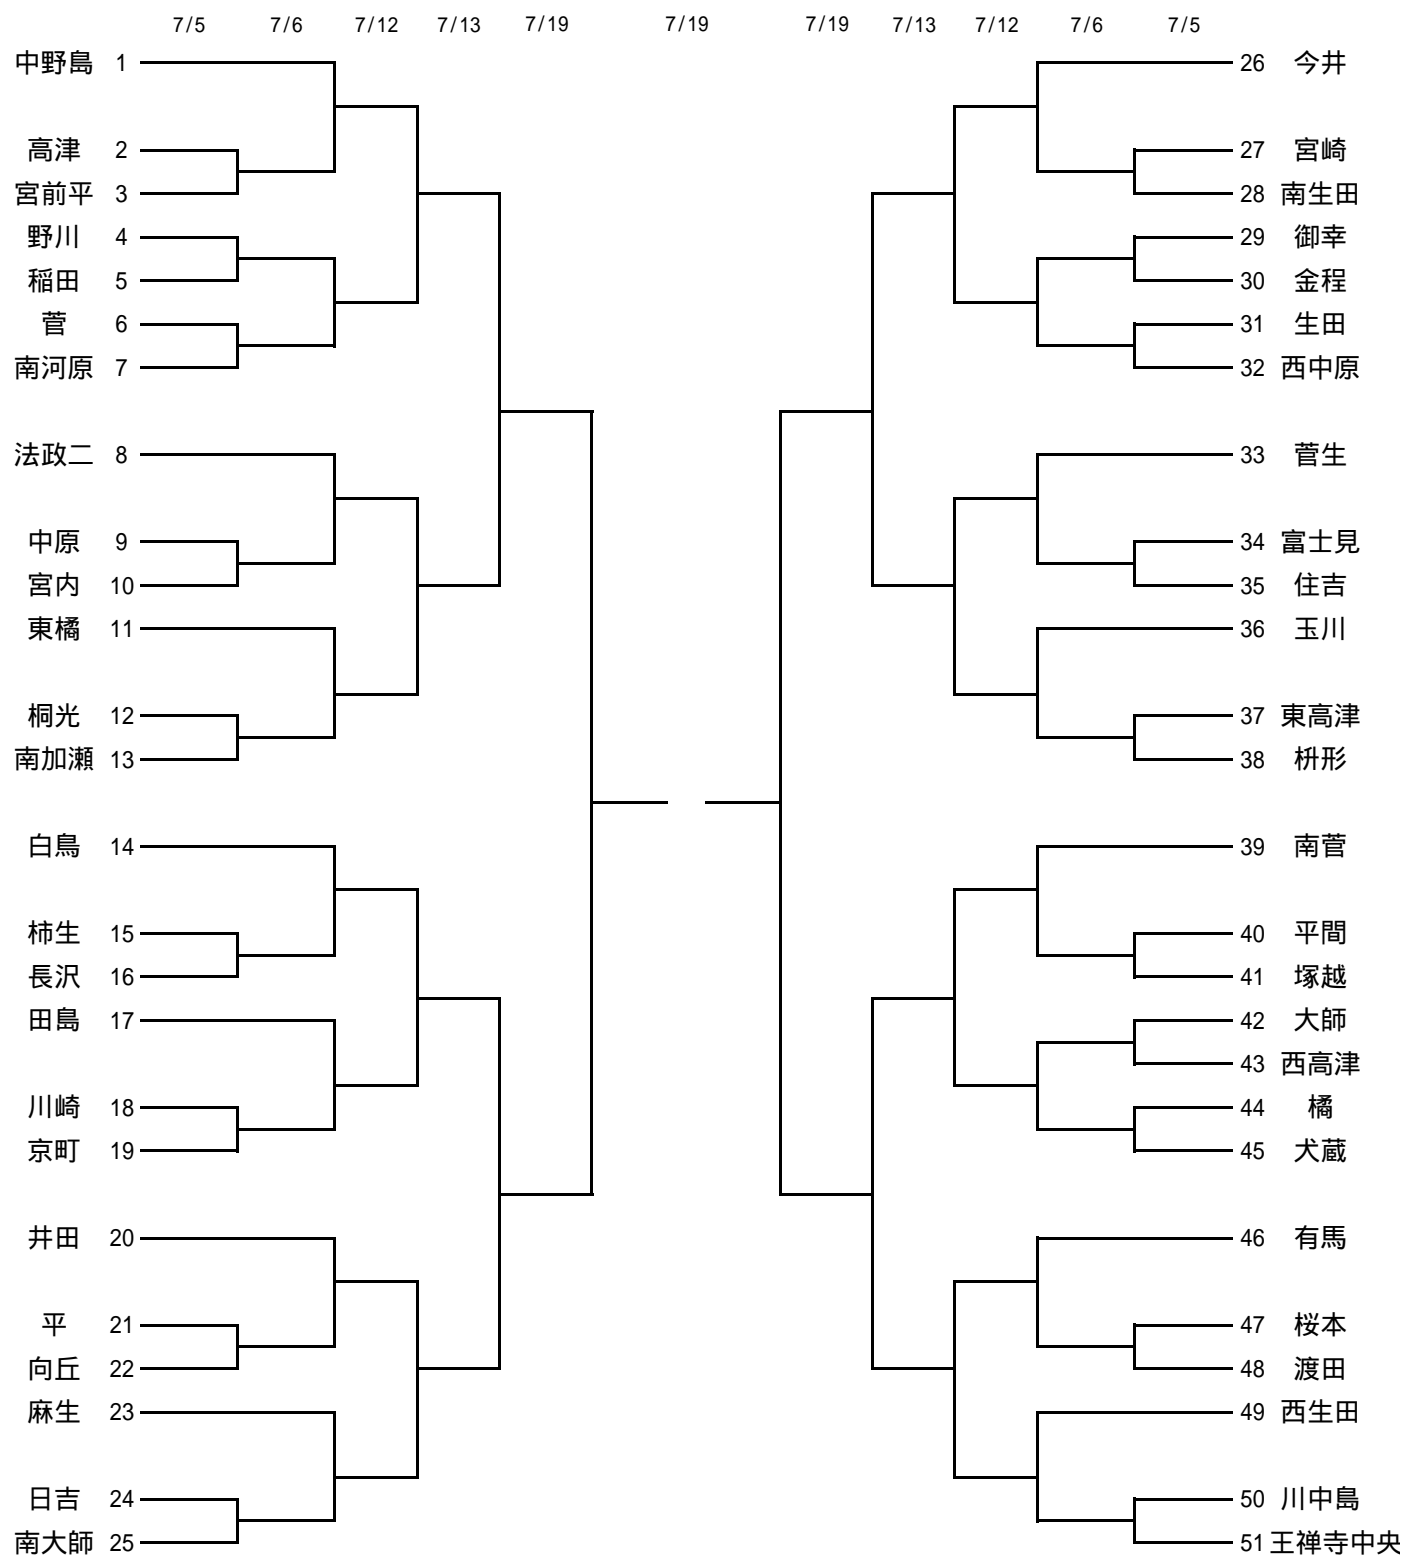 7/5 7/6 7/12 7/13 7/19 7/19 7/19 7/13 7/12 7/6 7/5
中野島 1
高津 2
宮前平 3
野川 4
稲田 5
菅 6
南河原 7
法政二 8
中原 9
宮内 10
東橘 11
桐光 12
南加瀬 13
白鳥 14
柿生 15
長沢 16
田島 17
川崎 18
京町 19
井田 20
平 21
向丘 22
麻生 23
日吉 24
南大師 25
26 今井
27 宮崎
28 南生田
29 御幸
30 金程
31 生田
32 西中原
33 菅生
34 富士見
35 住吉
36 玉川
37 東高津
38 枡形
39 南菅
40 平間
41 塚越
42 大師
43 西高津
44 橘
45 犬蔵
46 有馬
47 桜本
48 渡田
49 西生田
50 川中島
51 王禅寺中央